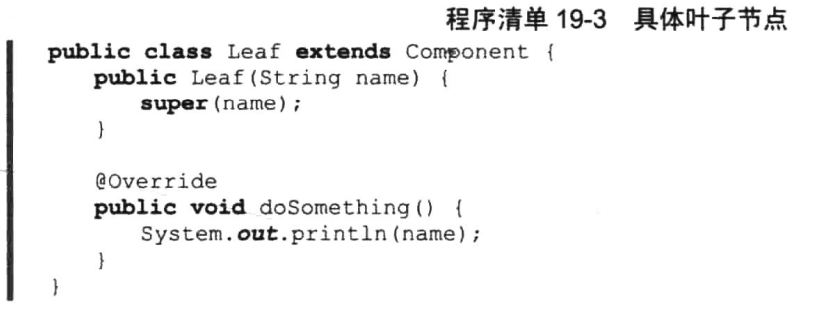 程序清单 19-3 具体叶子节点
public class Leaf extends Component {
public Leaf(String name) {
super(name);
}
@Override
public void doSomething() {
System.out.println(name);
}
}